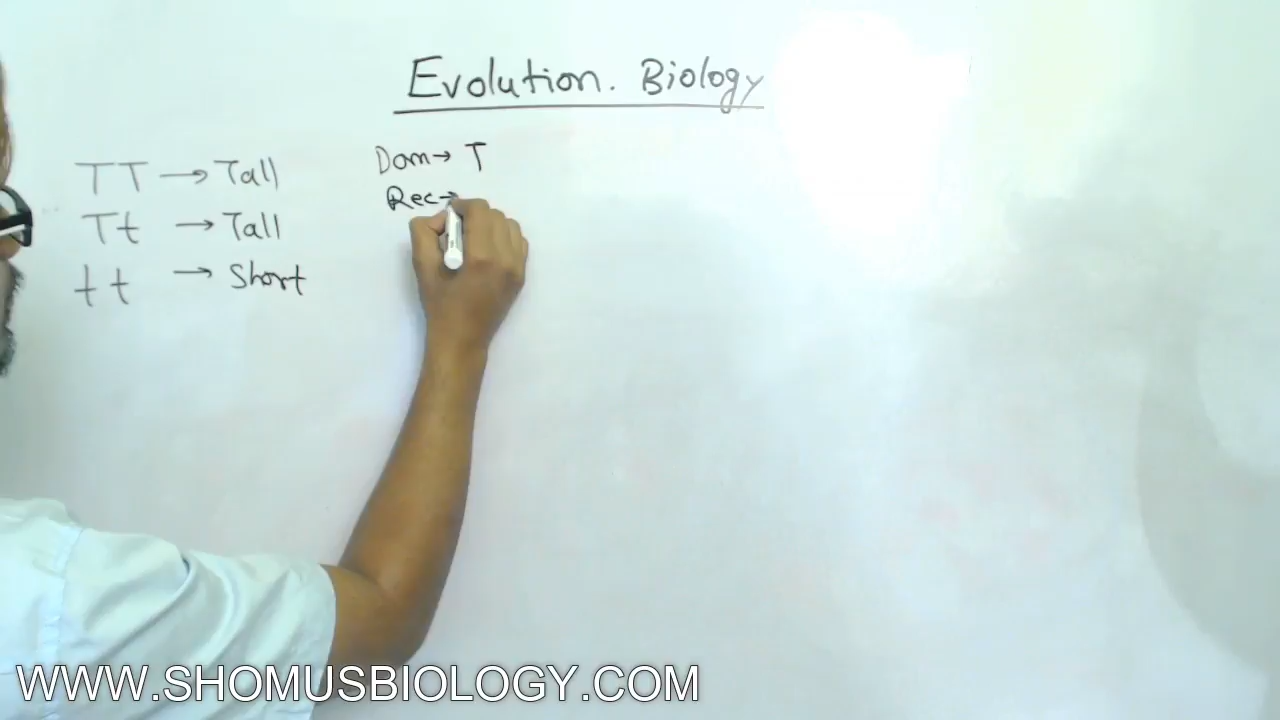 Evolution. Biology
TT → Tall
Tt → Tall
tt → Short
Dom → T
Rec →
WWW.SHOMUSBIOLOGY.COM